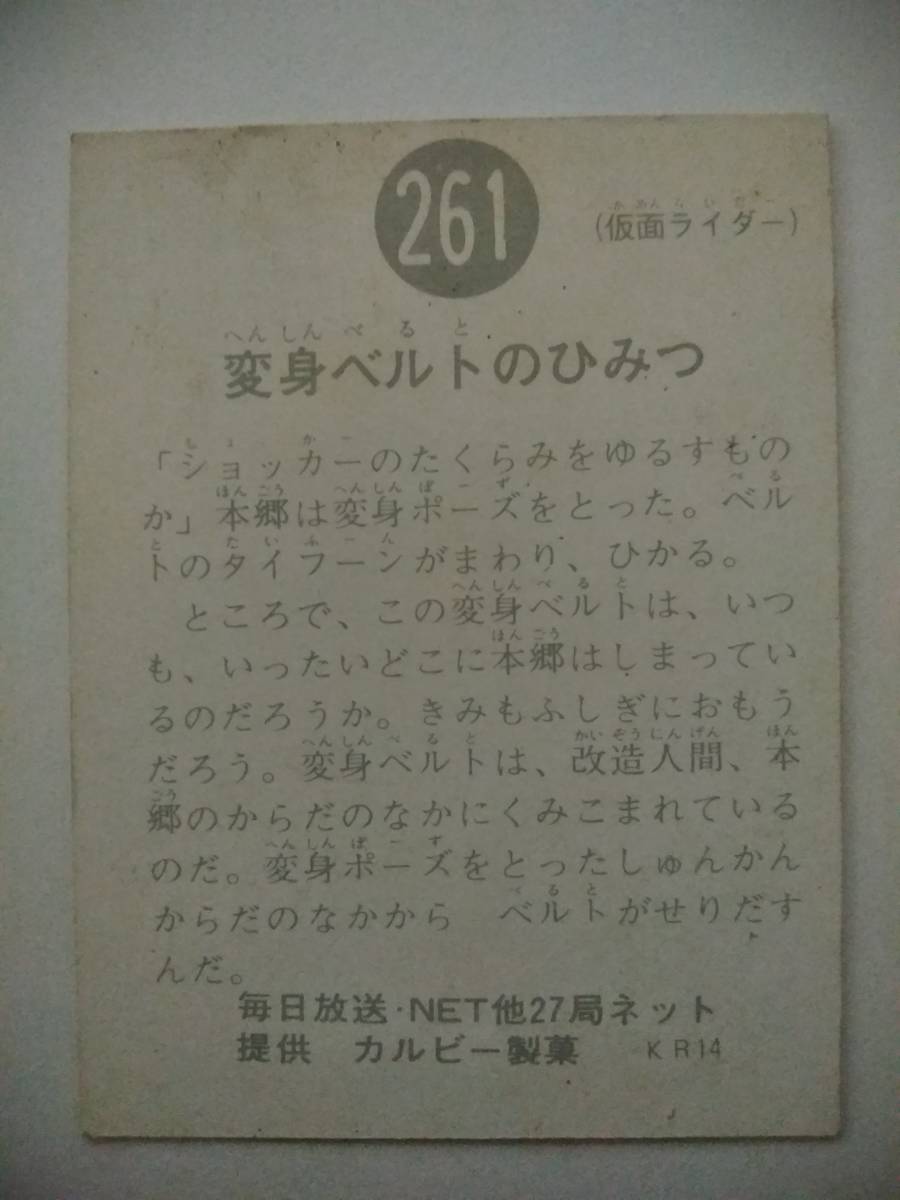 261
(仮面ライダー)
変身ベルトのひみつ
「ショッカーのたくらみをゆるすもの
か」本郷は変身ポーズをとった。ベル
トのタイフーンがまわり、ひかる。
ところで、この変身ベルトは、いつ
も、いったいどこに本郷はしまってい
るのだろうか。きみもふしぎにおもう
だろう。変身ベルトは、改造人間、本
郷のからだのなかにくみこまれている
のだ。変身ポーズをとったしゅんかん
からだのなかから ベルトがせりだす
んだ。
毎日放送・NET他27局ネット
提供 カルビー製菓 KR14